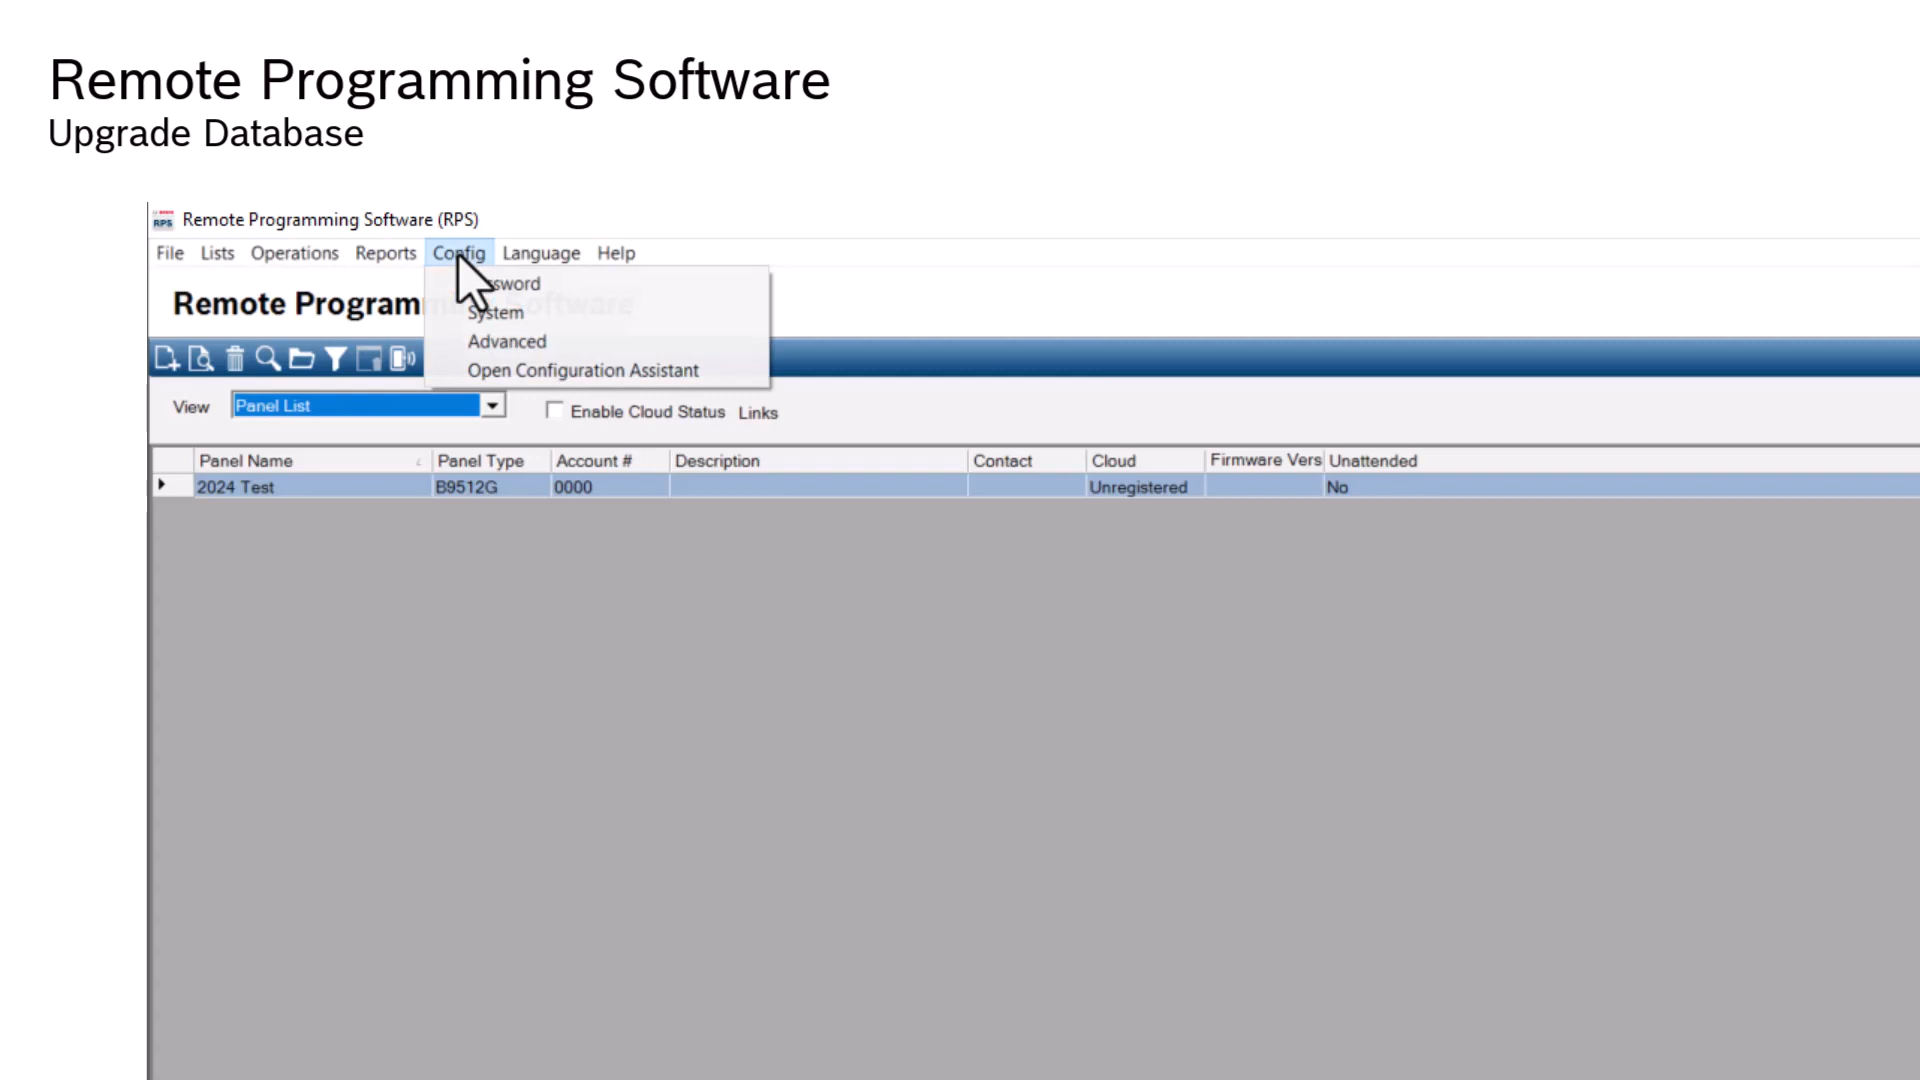 Remote Programming Software
Upgrade Database
RPS Remote Programming Software (RPS)
File Lists Operations Reports Config Language Help
System
Advanced
Open Configuration Assistant
Remote
View Panel List Enable Cloud Status Links
Panel Name Panel Type Account # Description Contact Cloud Firmware Vers Unattended
2024 Test B9512G 0000 Unregistered No